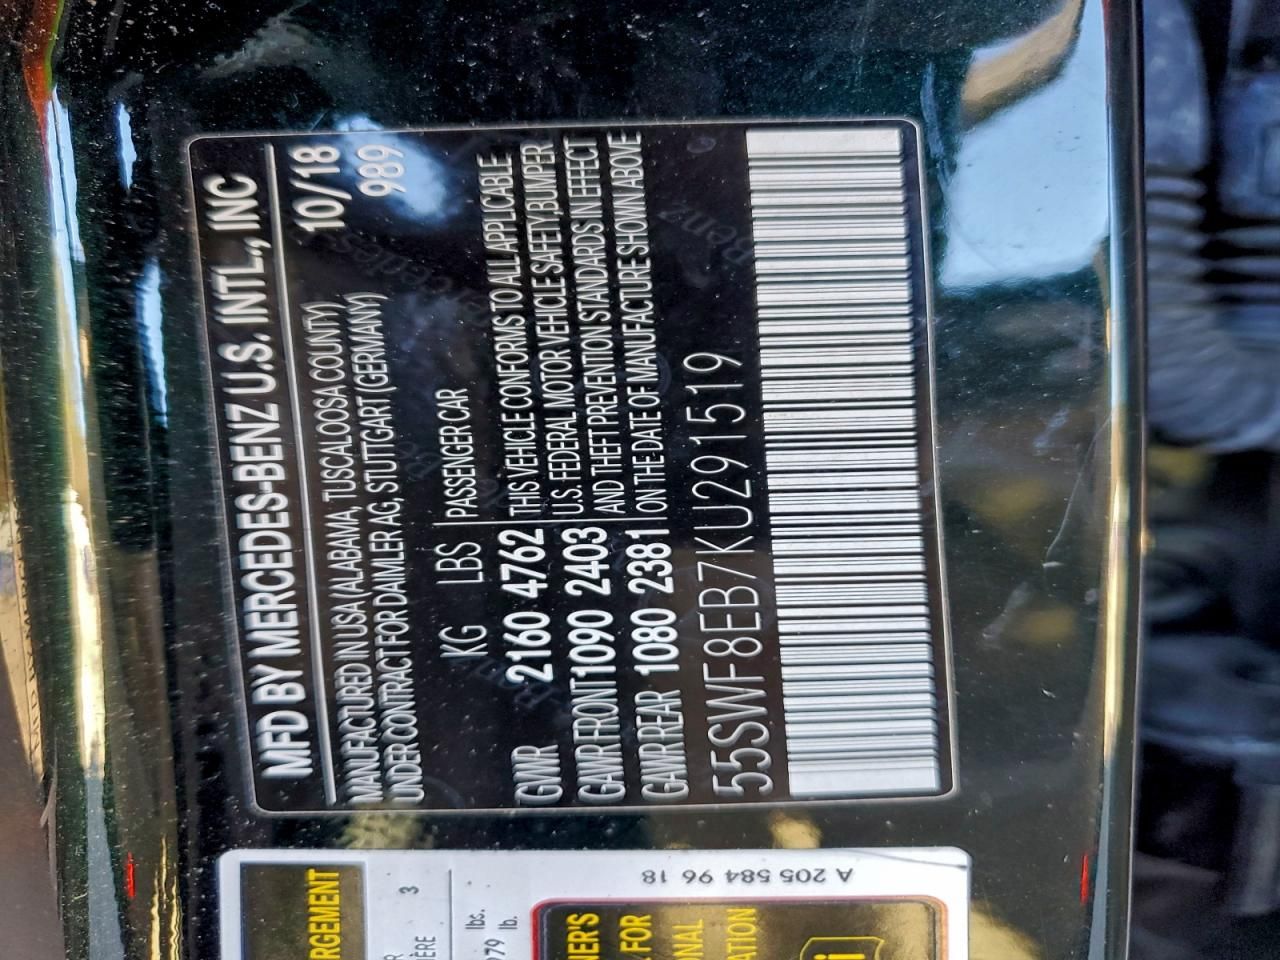 MFD BY MERCEDES-BENZ U.S. INTL., INC
MANUFACTURED IN USA (ALABAMA, TUSCALOOSA COUNTY) 10/18
UNDER CONTRACT FOR DAIMLER AG, STUTTGART (GERMANY) 989
KG LBS PASSENGER CAR
GVWR 2160 4762 THIS VEHICLE CONFORMS TO ALL APPLICABLE
U.S. FEDERAL MOTOR VEHICLE SAFETY BUMPER
GAWR FRONT 1090 2403 AND THEFT PREVENTION STANDARDS IN EFFECT
GAWR REAR 1080 2381 ON THE DATE OF MANUFACTURE SHOWN ABOVE
55SWF8EB7KU291519
RGEMENT
3
IÈRE
lbs.
979 lb.
A 205 584 96 18
NER'S
FOR
ONAL
ATION
i